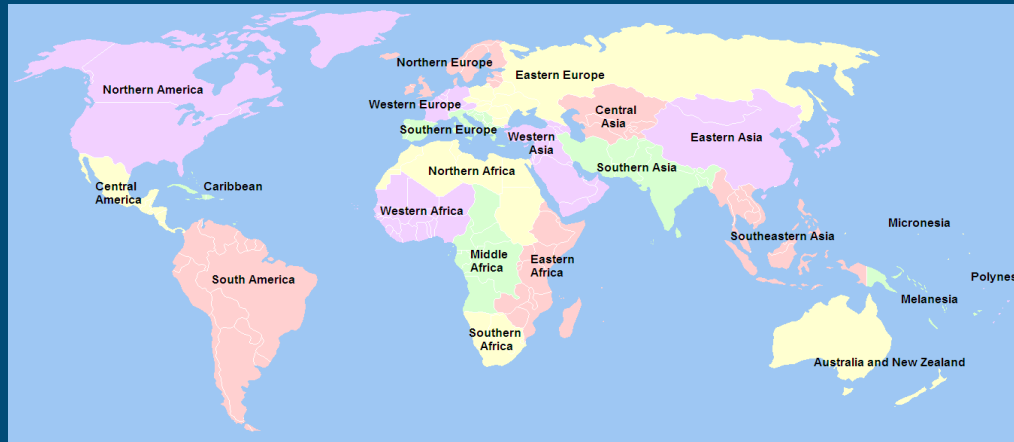 Northern Europe
Eastern Europe
Northern America
Western Europe
Central
Asia
Southern Europe
Western
Asia
Eastern Asia
Northern Africa
Southern Asia
Central
America
Caribbean
Western Africa
Micronesia
Southeastern Asia
Middle
Africa
Eastern
Africa
South America
Polynes
Melanesia
Southern
Africa
Australia and New Zealand